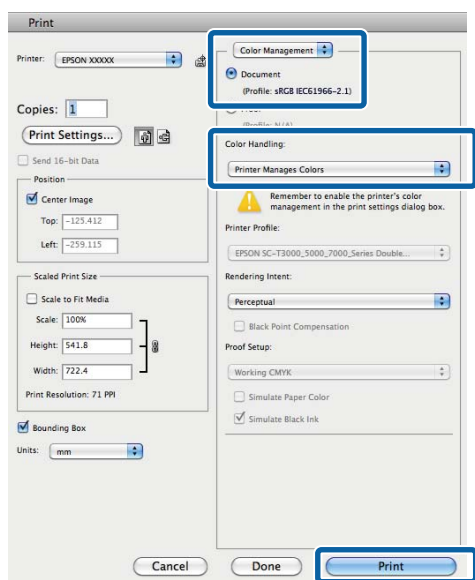 Print
Printer: EPSON XXXXX
Copies: 1
Print Settings...
Send 16-bit Data
Position
Center Image
Top: -125.412
Left: -259.115
Scaled Print Size
Scale to Fit Media
Scale: 100%
Height: 541.8
Width: 722.4
Print Resolution: 71 PPI
Bounding Box
Units: mm
Color Management
Document
(Profile: sRGB IEC61966-2.1)
(Profile: N/A)
Color Handling:
Printer Manages Colors
Remember to enable the printer's color
management in the print settings dialog box.
Printer Profile:
EPSON SC-T3000_5000_7000_Series Double...
Rendering Intent:
Perceptual
Black Point Compensation
Proof Setup:
Working CMYK
Simulate Paper Color
Simulate Black Ink
Cancel
Done
Print